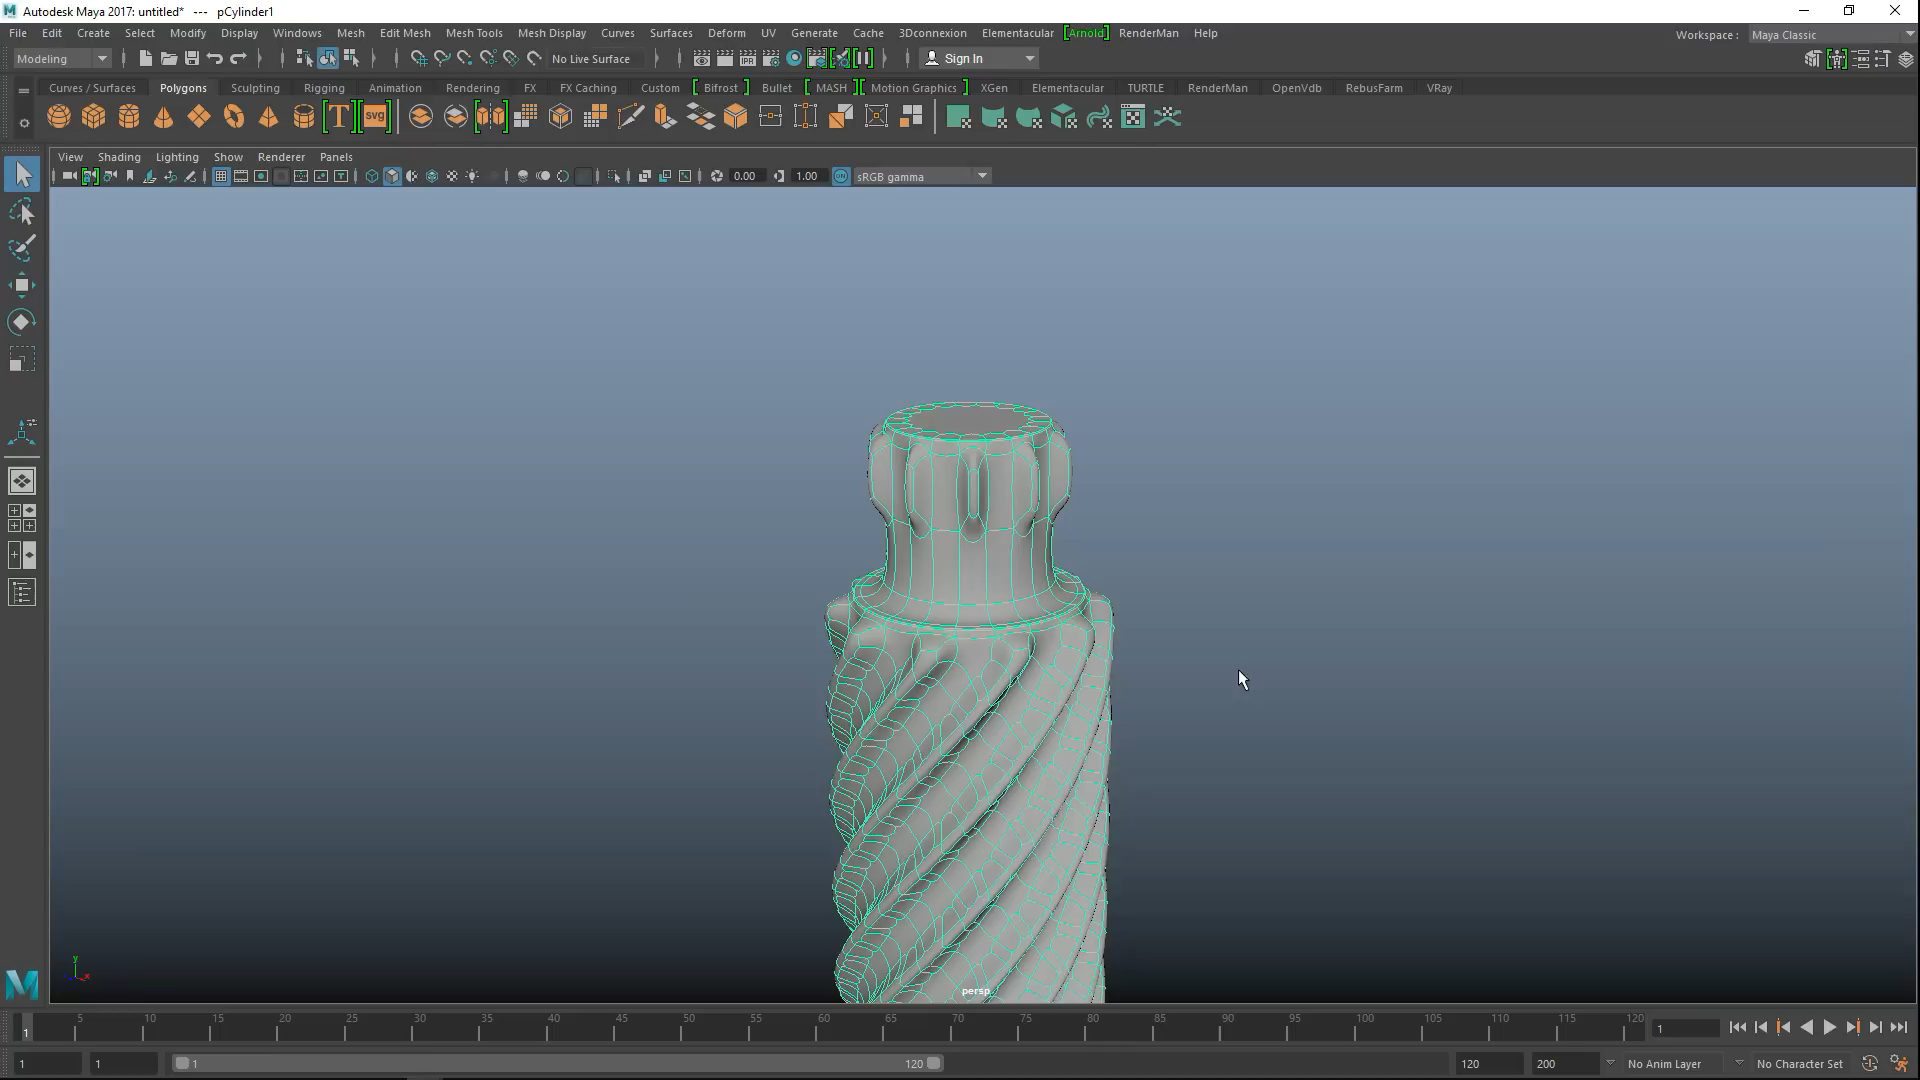 Autodesk Maya 2017: untitled* --- pCylinder1
File Edit Create Select Modify Display Windows Mesh Edit Mesh Mesh Tools Mesh Display Curves Surfaces Deform UV Generate Cache 3Dconnexion Elementacular [Arnold] RenderMan Help
Workspace : Maya Classic
Modeling No Live Surface IPR Sign In
Curves / Surfaces Polygons Sculpting Rigging Animation Rendering FX FX Caching Custom [ Bifrost ] Bullet [ MASH ] [ Motion Graphics ] XGen Elementacular TURTLE RenderMan OpenVdb RebusFarm VRay
T svg
View Shading Lighting Show Renderer Panels
0.00 1.00 ON sRGB gamma
y
x
persp
M
5 10 15 20 25 30 35 40 45 50 55 60 65 70 75 80 85 90 95 100 105 110 115 120
1 1
1 1 1 120 120 200 No Anim Layer No Character Set